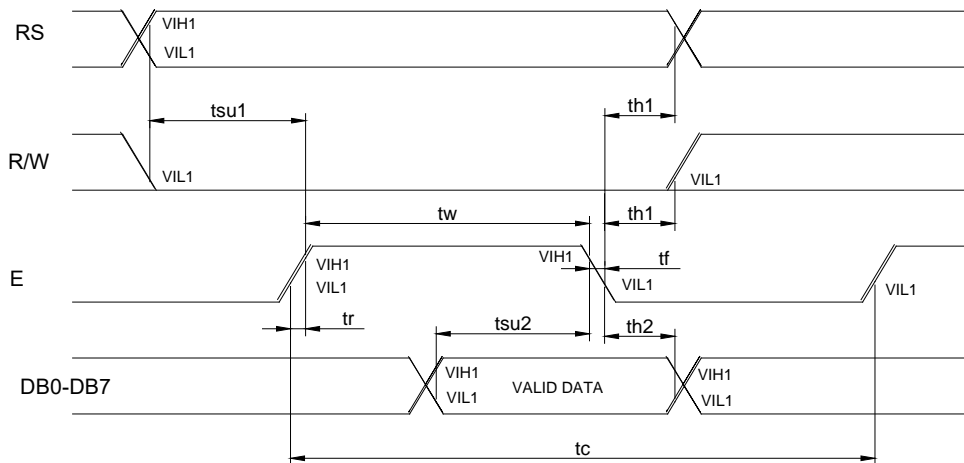 RS
VIH1
VIL1
tsu1
th1
R/W
VIL1
VIL1
tw
th1
E
VIH1
VIL1
VIH1
tf
VIL1
VIL1
tr
tsu2
th2
DB0-DB7
VIH1
VIL1
VALID DATA
VIH1
VIL1
tc